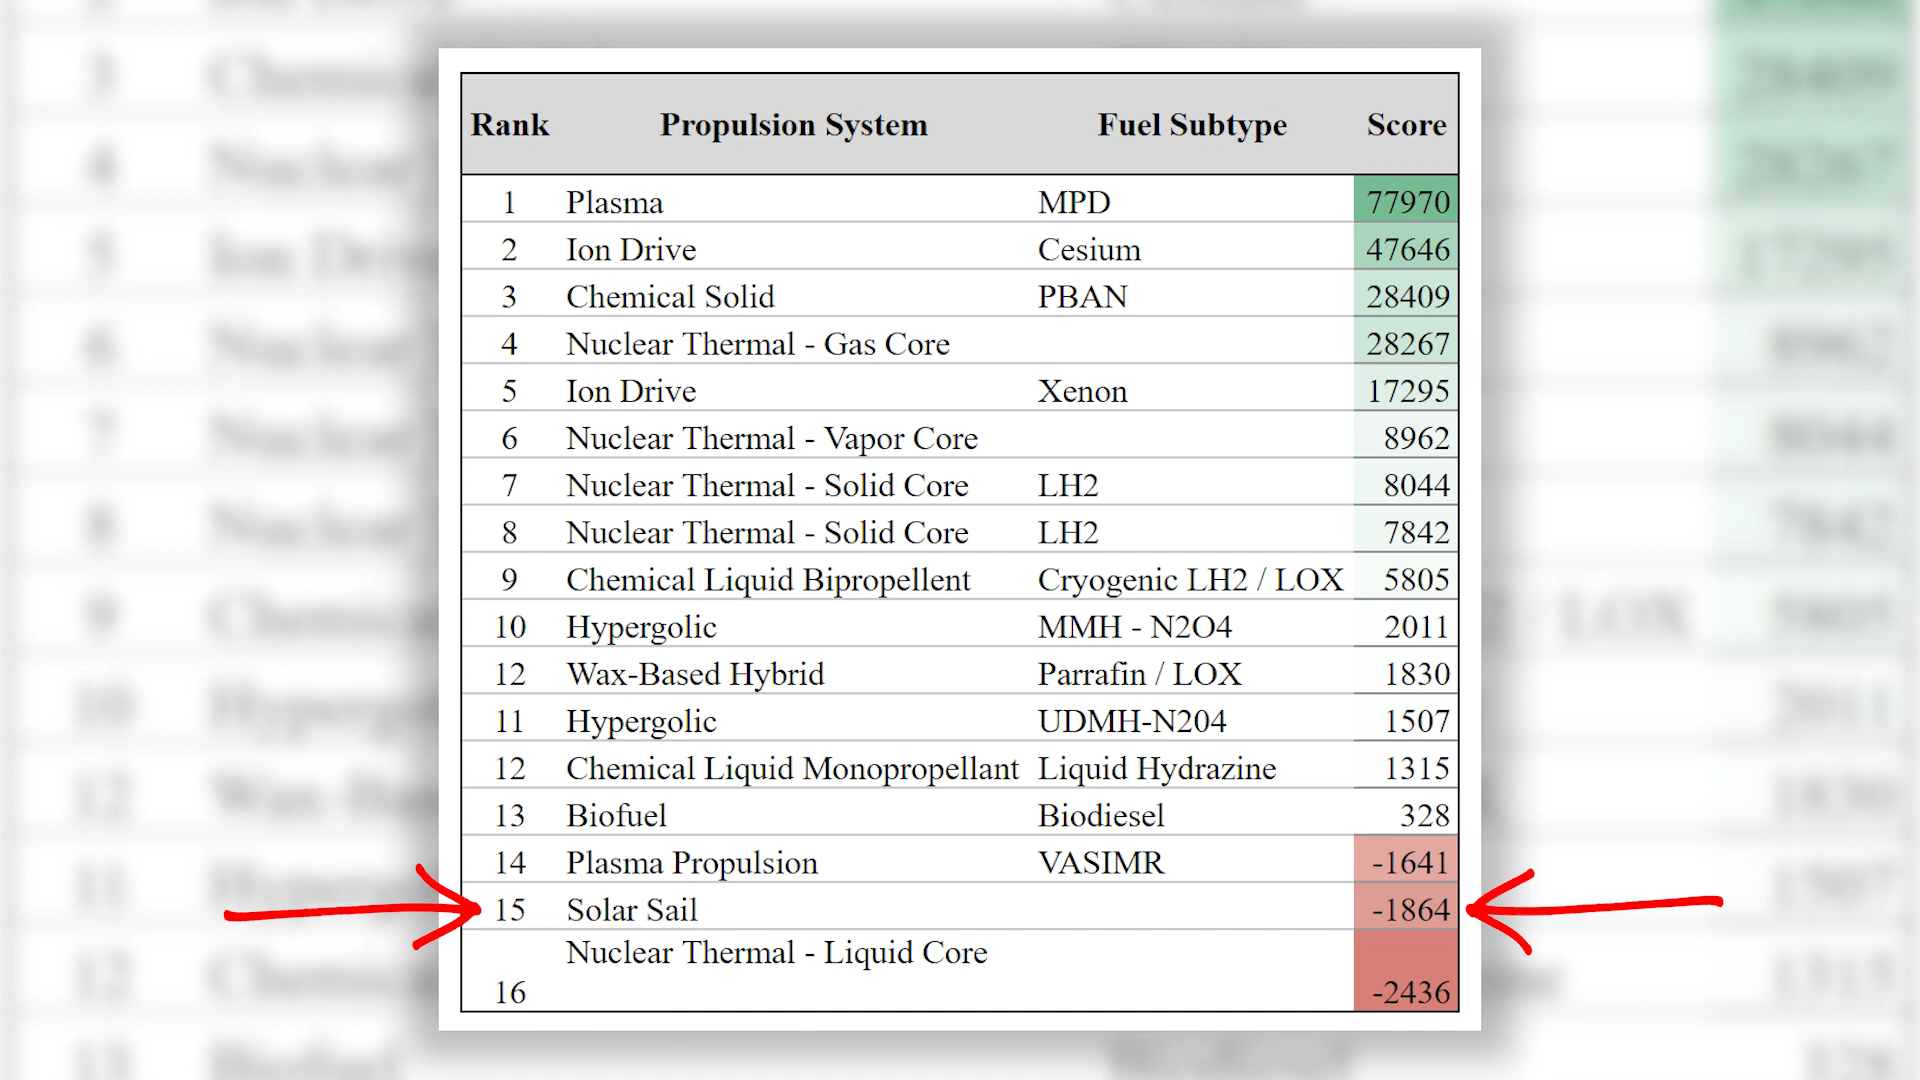 Rank Propulsion System Fuel Subtype Score
1 Plasma MPD 77970
2 Ion Drive Cesium 47646
3 Chemical Solid PBAN 28409
4 Nuclear Thermal - Gas Core 28267
5 Ion Drive Xenon 17295
6 Nuclear Thermal - Vapor Core 8962
7 Nuclear Thermal - Solid Core LH2 8044
8 Nuclear Thermal - Solid Core LH2 7842
9 Chemical Liquid Bipropellent Cryogenic LH2 / LOX 5805
10 Hypergolic MMH - N2O4 2011
12 Wax-Based Hybrid Parrafin / LOX 1830
11 Hypergolic UDMH-N204 1507
12 Chemical Liquid Monopropellant Liquid Hydrazine 1315
13 Biofuel Biodiesel 328
14 Plasma Propulsion VASIMR -1641
15 Solar Sail -1864
Nuclear Thermal - Liquid Core
16 -2436